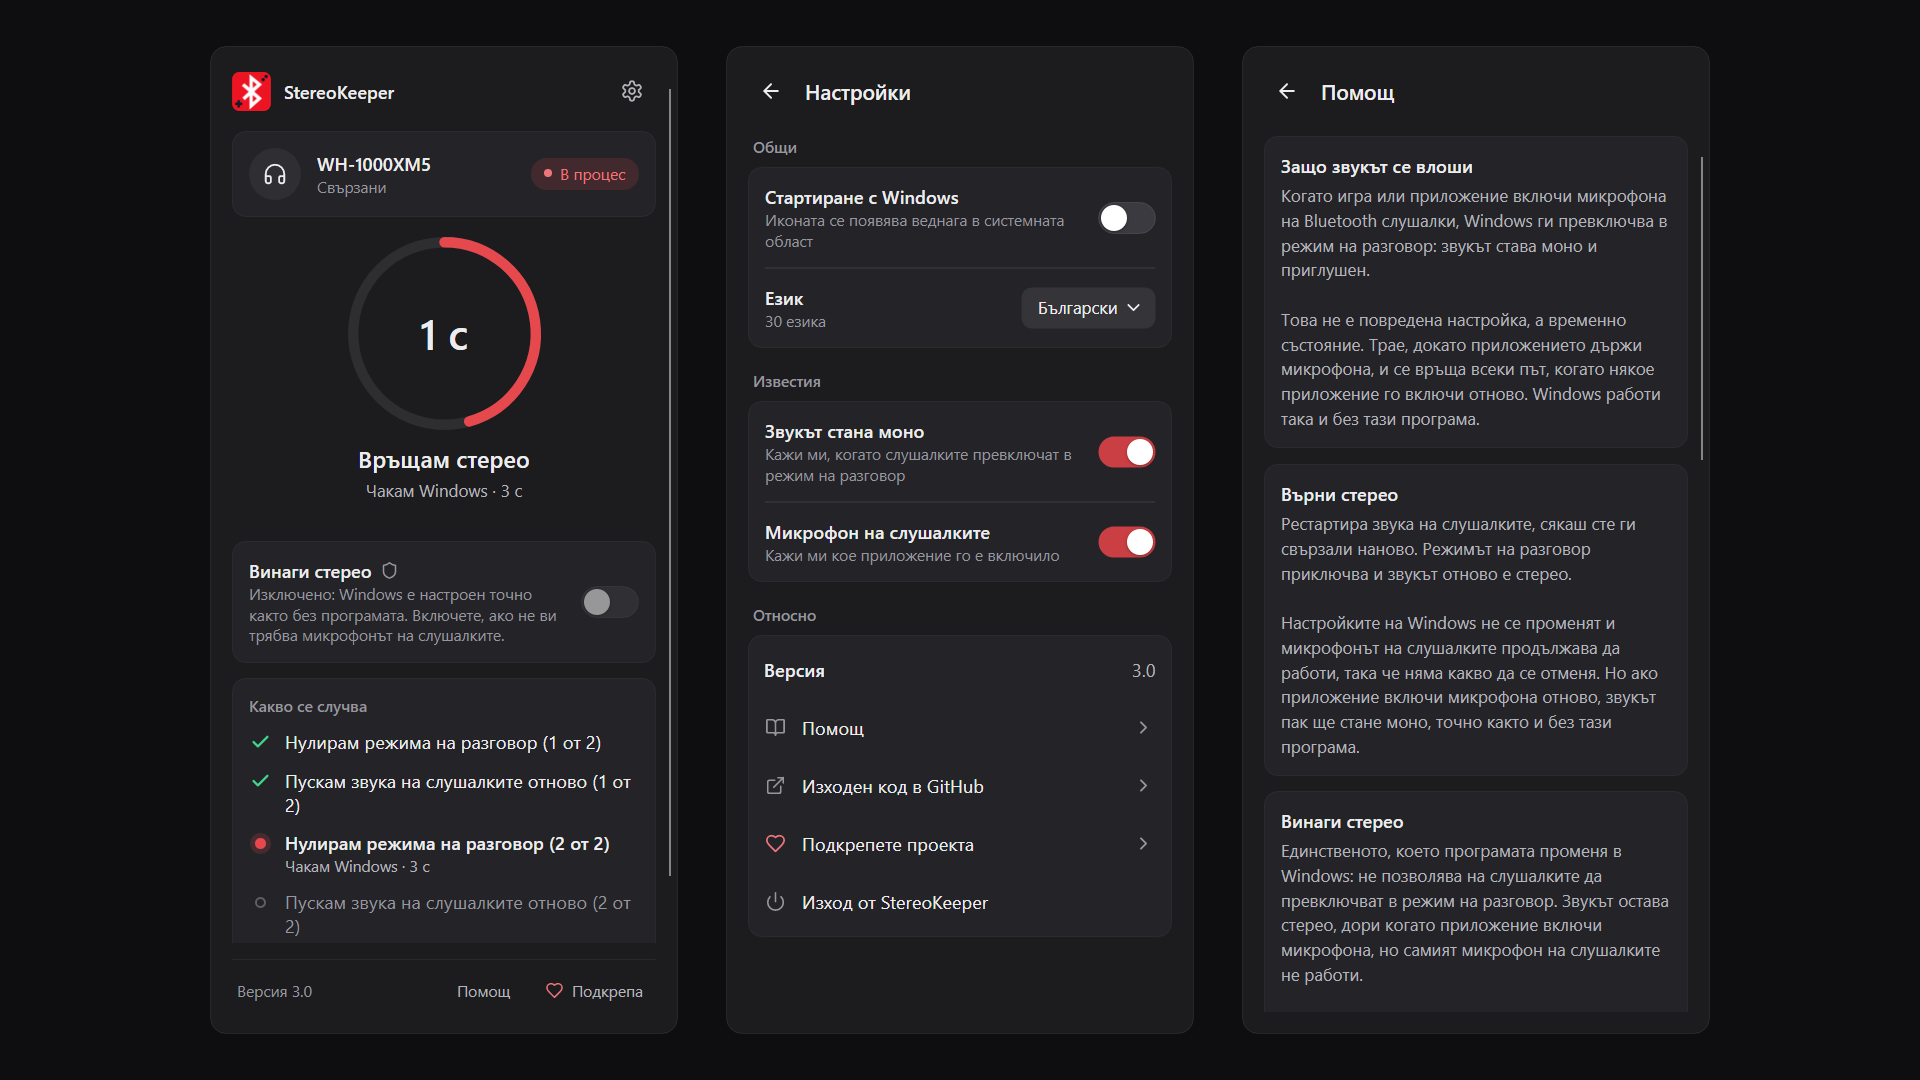 StereoKeeper
WH-1000XM5
Свързани
В процес
1 с
Връщам стерео
Чакам Windows · 3 с
Винаги стерео
Изключено: Windows е настроен точно
както без програмата. Включете, ако не ви
трябва микрофонът на слушалките.
Какво се случва
Нулирам режима на разговор (1 от 2)
Пускам звука на слушалките отново (1 от
2)
Нулирам режима на разговор (2 от 2)
Чакам Windows · 3 с
Пускам звука на слушалките отново (2 от
2)
Версия 3.0
Помощ
Подкрепа
Настройки
Общи
Стартиране с Windows
Иконата се появява веднага в системната
област
Език
30 езика
Български
Известия
Звукът стана моно
Кажи ми, когато слушалките превключат в
режим на разговор
Микрофон на слушалките
Кажи ми кое приложение го е включило
Относно
Версия
3.0
Помощ
Изходен код в GitHub
Подкрепете проекта
Изход от StereoKeeper
Помощ
Защо звукът се влоши
Когато игра или приложение включи микрофона
на Bluetooth слушалки, Windows ги превключва в
режим на разговор: звукът става моно и
приглушен.
Това не е повредена настройка, а временно
състояние. Трае, докато приложението държи
микрофона, и се връща всеки път, когато някое
приложение го включи отново. Windows работи
така и без тази програма.
Върни стерео
Рестартира звука на слушалките, сякаш сте ги
свързали наново. Режимът на разговор
приключва и звукът отново е стерео.
Настройките на Windows не се променят и
микрофонът на слушалките продължава да
работи, така че няма какво да се отменя. Но ако
приложение включи микрофона отново, звукът
пак ще стане моно, точно както и без тази
програма.
Винаги стерео
Единственото, което програмата променя в
Windows: не позволява на слушалките да
превключват в режим на разговор. Звукът остава
стерео, дори когато приложение включи
микрофона, но самият микрофон на слушалките
не работи.